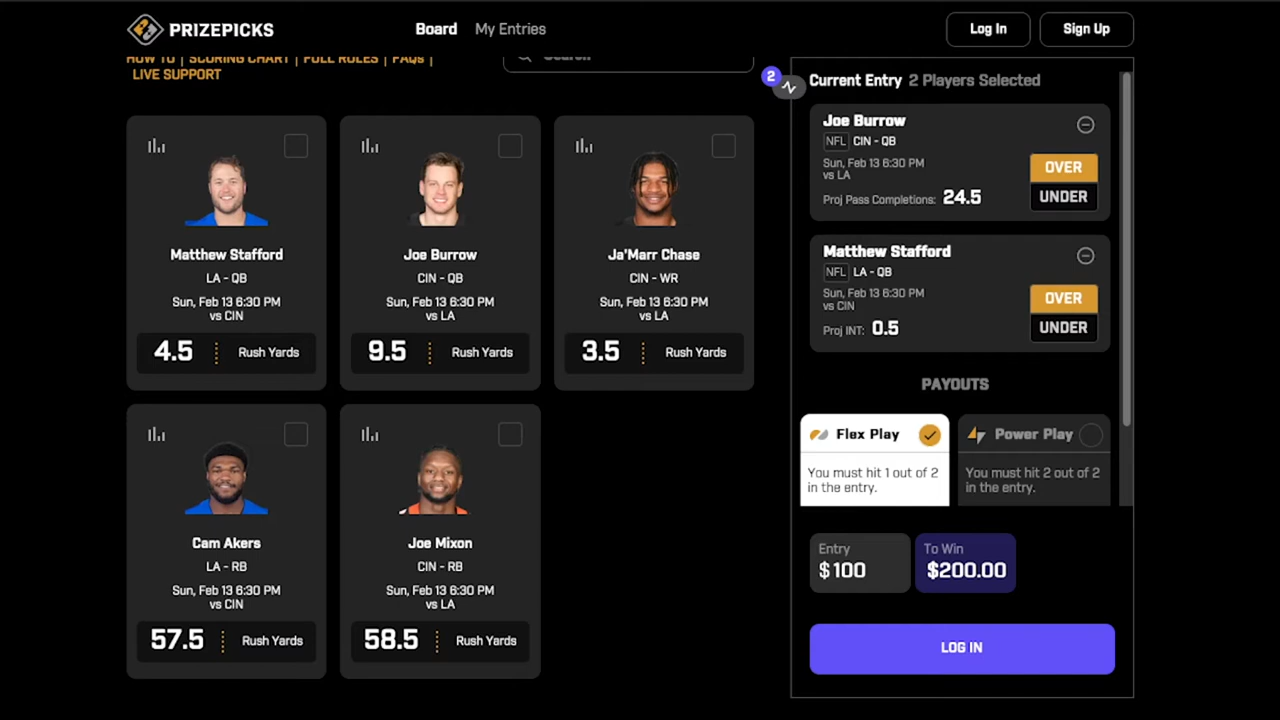 PRIZEPICKS
Board
My Entries
Log In
Sign Up
HOW TO | SCORING CHART | FULL RULES | FAQs |
LIVE SUPPORT
Search
Matthew Stafford
LA - QB
Sun, Feb 13 6:30 PM
vs CIN
4.5
Rush Yards
Joe Burrow
CIN - QB
Sun, Feb 13 6:30 PM
vs LA
9.5
Rush Yards
Ja'Marr Chase
CIN - WR
Sun, Feb 13 6:30 PM
vs LA
3.5
Rush Yards
Cam Akers
LA - RB
Sun, Feb 13 6:30 PM
vs CIN
57.5
Rush Yards
Joe Mixon
CIN - RB
Sun, Feb 13 6:30 PM
vs LA
58.5
Rush Yards
2
Current Entry 2 Players Selected
Joe Burrow
NFL CIN - QB
Sun, Feb 13 6:30 PM
vs LA
Proj Pass Completions: 24.5
OVER
UNDER
Matthew Stafford
NFL LA - QB
Sun, Feb 13 6:30 PM
vs CIN
Proj INT: 0.5
OVER
UNDER
PAYOUTS
Flex Play
You must hit 1 out of 2
in the entry.
Power Play
You must hit 2 out of 2
in the entry.
Entry
$100
To Win
$200.00
LOG IN